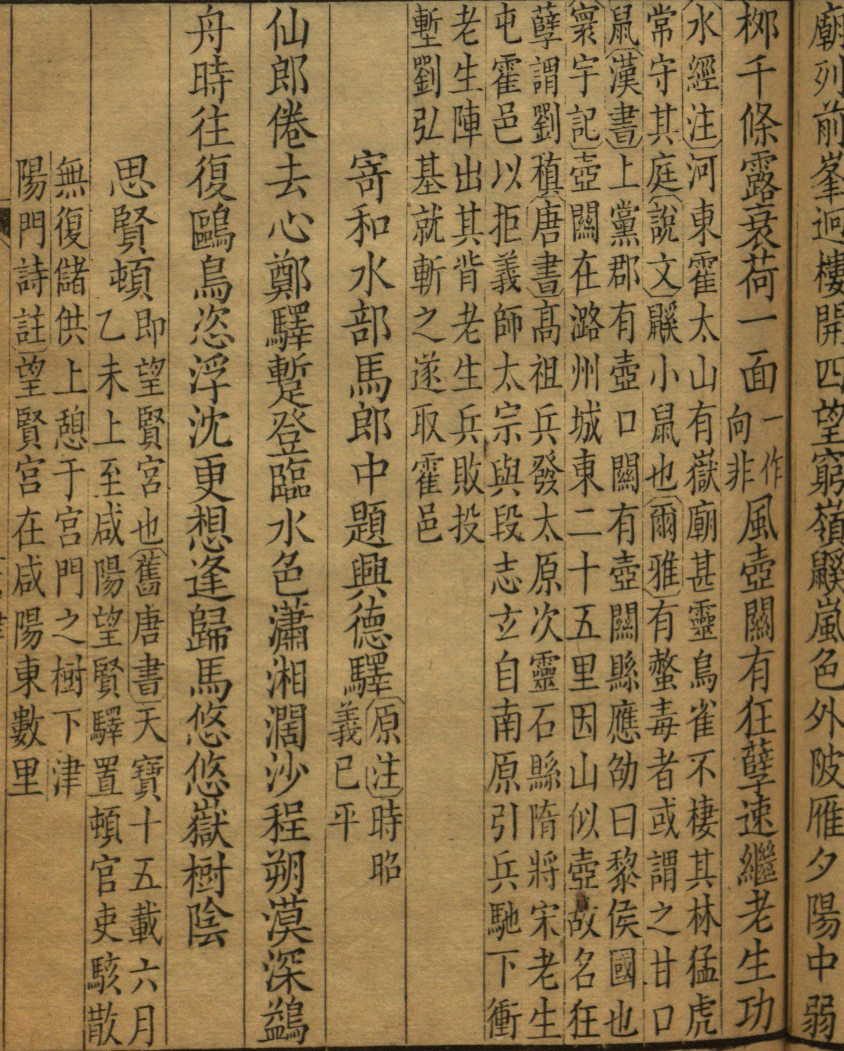 廟列前峯迥樓開四望窮嶺鼷嵐色外陂雁夕陽中弱
桞千條露衰荷一面
一作
向非
風壺關有狂孽速繼老生功
水經注河東霍太山有嶽廟甚靈鳥雀不棲其林猛虎
常守其庭說文鼷小鼠也爾雅有螫毒者或謂之甘口
鼠漢書上黨郡有壺口關有壺關縣應劭曰黎侯國也
寰宇記壺關在潞州城東二十五里因山似壺故名狂
孽謂劉稹唐書高祖兵發太原次靈石縣隋將宋老生
屯霍邑以拒義師太宗與段志玄自南原引兵馳下衝
老生陣出其背老生兵敗投
塹劉弘基就斬之遂取霍邑
寄和水部馬郎中題興德驛
原注時昭
義已平
仙郎倦去心鄭驛蹔登臨水色瀟湘濶沙程朔漠深鷁
舟時往復鷗鳥恣浮沈更想逢歸馬悠悠嶽樹陰
思賢頓
即望賢宮也舊唐書天寶十五載六月
乙未上至咸陽望賢驛置頓官吏駭散
無復儲供上憩于宮門之樹下津
陽門詩註望賢宮在咸陽東數里